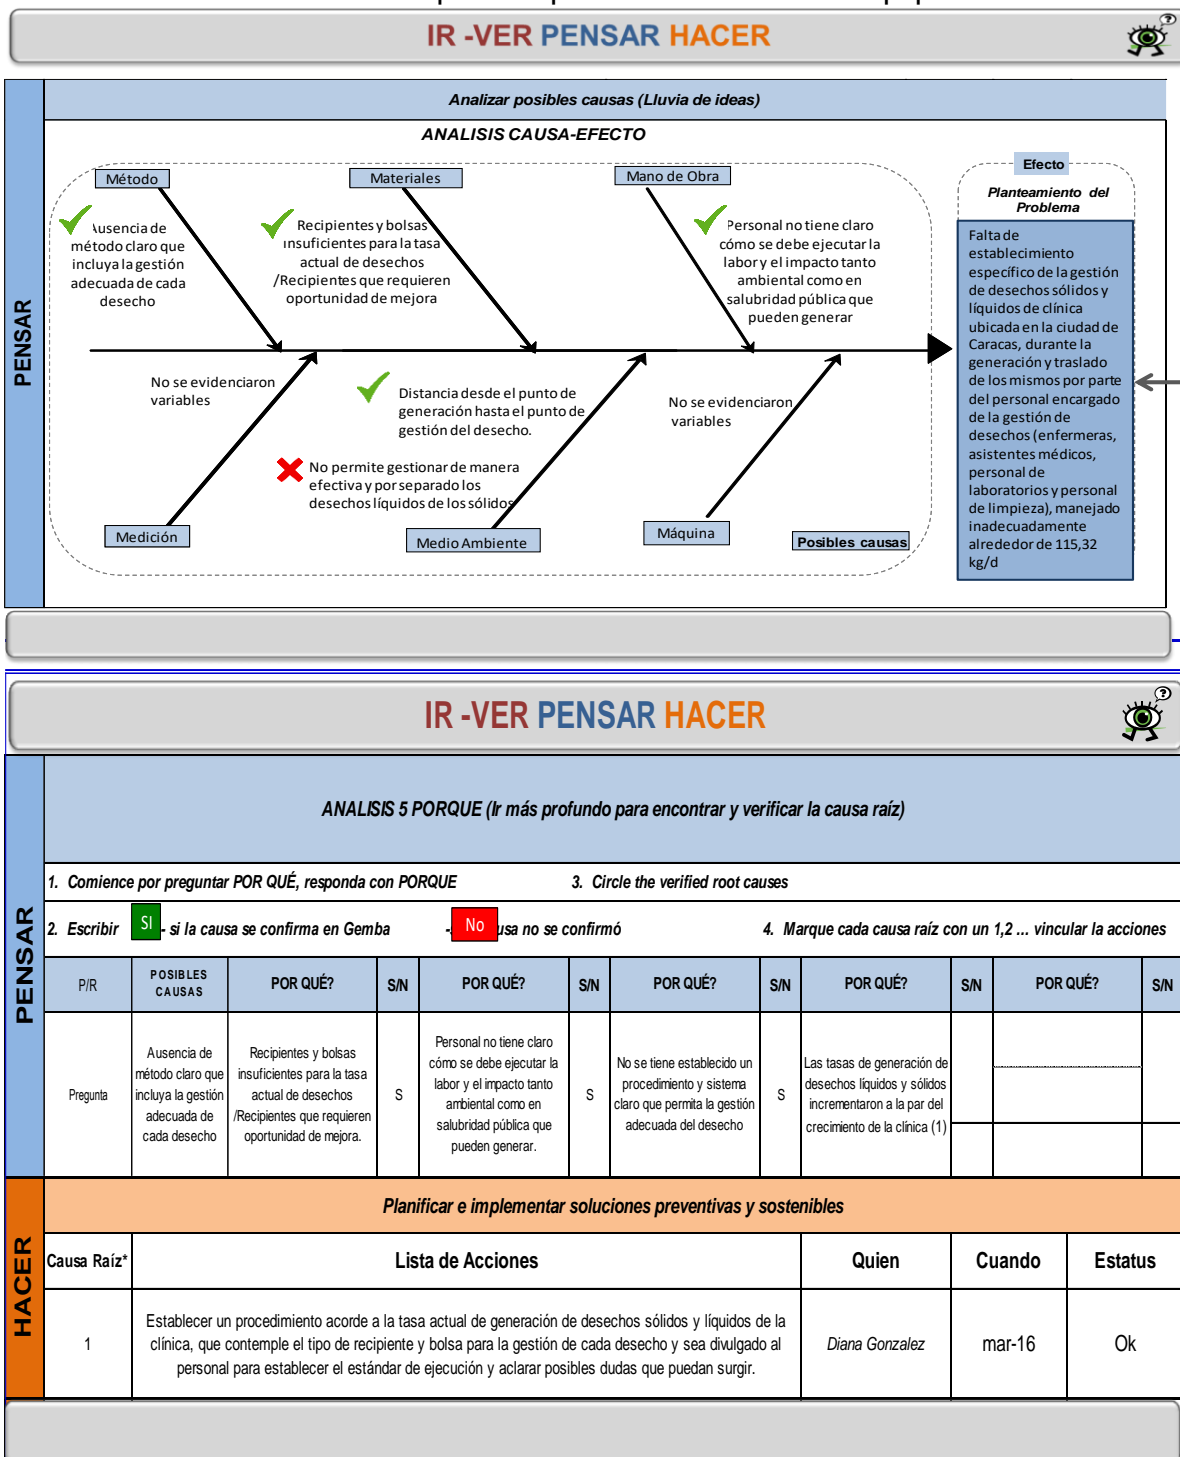 IR -VER PENSAR HACER
PENSAR
Analizar posibles causas (Lluvia de ideas)
ANALISIS CAUSA-EFECTO
Método
Materiales
Mano de Obra
Efecto
Planteamiento del
Problema
usencia de
método claro que
incluya la gestión
adecuada de cada
desecho
Recipientes y bolsas
insuficientes para la tasa
actual de desechos
/Recipientes que requieren
oportunidad de mejora
Personal no tiene claro
cómo se debe ejecutar la
labor y el impacto tanto
ambiental como en
salubridad pública que
pueden generar
Falta de
establecimiento
específico de la gestión
de desechos sólidos y
líquidos de clínica
ubicada en la ciudad de
Caracas, durante la
generación y traslado
de los mismos por parte
del personal encargado
de la gestión de
desechos (enfermeras,
asistentes médicos,
personal de
laboratorios y personal
de limpieza), manejado
inadecuadamente
alrededor de 115,32
kg/d
No se evidenciaron
variables
Distancia desde el punto de
generación hasta el punto de
gestión del desecho.
No permite gestionar de manera
efectiva y por separado los
desechos líquidos de los sólidos
No se evidenciaron
variables
Medición
Medio Ambiente
Máquina
Posibles causas
IR -VER PENSAR HACER
PENSAR
ANALISIS 5 PORQUE (Ir más profundo para encontrar y verificar la causa raíz)
1. Comience por preguntar POR QUÉ, responda con PORQUE
3. Circle the verified root causes
2. Escribir SI - si la causa se confirma en Gemba - No usa no se confirmó
4. Marque cada causa raíz con un 1,2 ... vincular la acciones
P/R
POSIBLES
CAUSAS
POR QUÉ?
S/N
POR QUÉ?
S/N
POR QUÉ?
S/N
POR QUÉ?
S/N
POR QUÉ?
S/N
Pregunta
Ausencia de
método claro que
incluya la gestión
adecuada de
cada desecho
Recipientes y bolsas
insuficientes para la tasa
actual de desechos
/Recipientes que requieren
oportunidad de mejora.
S
Personal no tiene claro
cómo se debe ejecutar la
labor y el impacto tanto
ambiental como en
salubridad pública que
pueden generar.
S
No se tiene establecido un
procedimiento y sistema
claro que permita la gestión
adecuada del desecho
S
Las tasas de generación de
desechos líquidos y sólidos
incrementaron a la par del
crecimiento de la clínica (1)
HACER
Planificar e implementar soluciones preventivas y sostenibles
Causa Raíz*
Lista de Acciones
Quien
Cuando
Estatus
1
Establecer un procedimiento acorde a la tasa actual de generación de desechos sólidos y líquidos de la
clínica, que contemple el tipo de recipiente y bolsa para la gestión de cada desecho y sea divulgado al
personal para establecer el estándar de ejecución y aclarar posibles dudas que puedan surgir.
Diana Gonzalez
mar-16
Ok